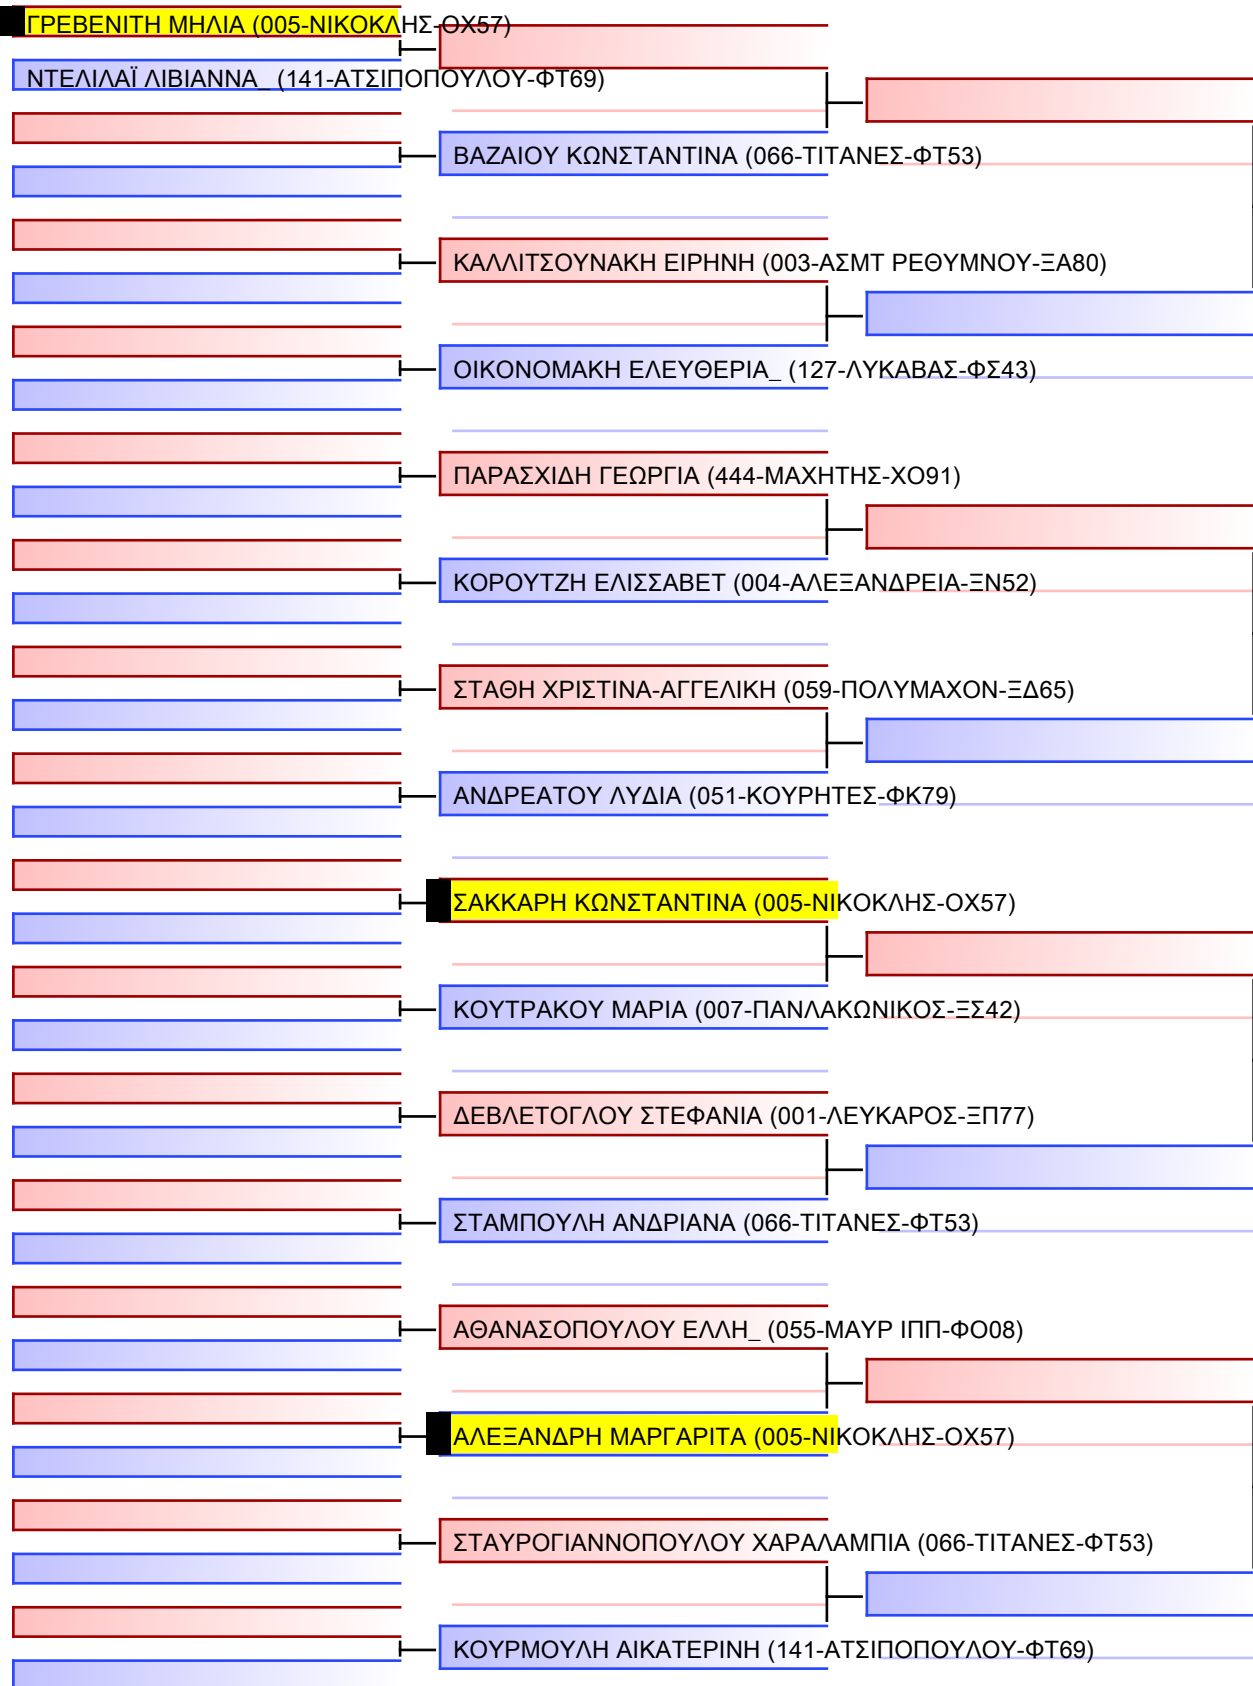 ΓΡΕΒΕΝΙΤΗ ΜΗΛΙΑ (005-ΝΙΚΟΚΛΗΣ-ΟΧ57)
ΝΤΕΛΙΛΑΪ ΛΙΒΙΑΝΝΑ_ (141-ΑΤΣΙΠΟΠΟΥΛΟΥ-ΦΤ69)
ΒΑΖΑΙΟΥ ΚΩΝΣΤΑΝΤΙΝΑ (066-ΤΙΤΑΝΕΣ-ΦΤ53)
ΚΑΛΛΙΤΣΟΥΝΑΚΗ ΕΙΡΗΝΗ (003-ΑΣΜΤ ΡΕΘΥΜΝΟΥ-ΞΑ80)
ΟΙΚΟΝΟΜΑΚΗ ΕΛΕΥΘΕΡΙΑ_ (127-ΛΥΚΑΒΑΣ-ΦΣ43)
ΠΑΡΑΣΧΙΔΗ ΓΕΩΡΓΙΑ (444-ΜΑΧΗΤΗΣ-ΧΟ91)
ΚΟΡΟΥΤΖΗ ΕΛΙΣΣΑΒΕΤ (004-ΑΛΕΞΑΝΔΡΕΙΑ-ΞΝ52)
ΣΤΑΘΗ ΧΡΙΣΤΙΝΑ-ΑΓΓΕΛΙΚΗ (059-ΠΟΛΥΜΑΧΟΝ-ΞΔ65)
ΑΝΔΡΕΑΤΟΥ ΛΥΔΙΑ (051-ΚΟΥΡΗΤΕΣ-ΦΚ79)
ΣΑΚΚΑΡΗ ΚΩΝΣΤΑΝΤΙΝΑ (005-ΝΙΚΟΚΛΗΣ-ΟΧ57)
ΚΟΥΤΡΑΚΟΥ ΜΑΡΙΑ (007-ΠΑΝΛΑΚΩΝΙΚΟΣ-ΞΣ42)
ΔΕΒΛΕΤΟΓΛΟΥ ΣΤΕΦΑΝΙΑ (001-ΛΕΥΚΑΡΟΣ-ΞΠ77)
ΣΤΑΜΠΟΥΛΗ ΑΝΔΡΙΑΝΑ (066-ΤΙΤΑΝΕΣ-ΦΤ53)
ΑΘΑΝΑΣΟΠΟΥΛΟΥ ΕΛΛΗ_ (055-ΜΑΥΡ ΙΠΠ-ΦΟ08)
ΑΛΕΞΑΝΔΡΗ ΜΑΡΓΑΡΙΤΑ (005-ΝΙΚΟΚΛΗΣ-ΟΧ57)
ΣΤΑΥΡΟΓΙΑΝΝΟΠΟΥΛΟΥ ΧΑΡΑΛΑΜΠΙΑ (066-ΤΙΤΑΝΕΣ-ΦΤ53)
ΚΟΥΡΜΟΥΛΗ ΑΙΚΑΤΕΡΙΝΗ (141-ΑΤΣΙΠΟΠΟΥΛΟΥ-ΦΤ69)